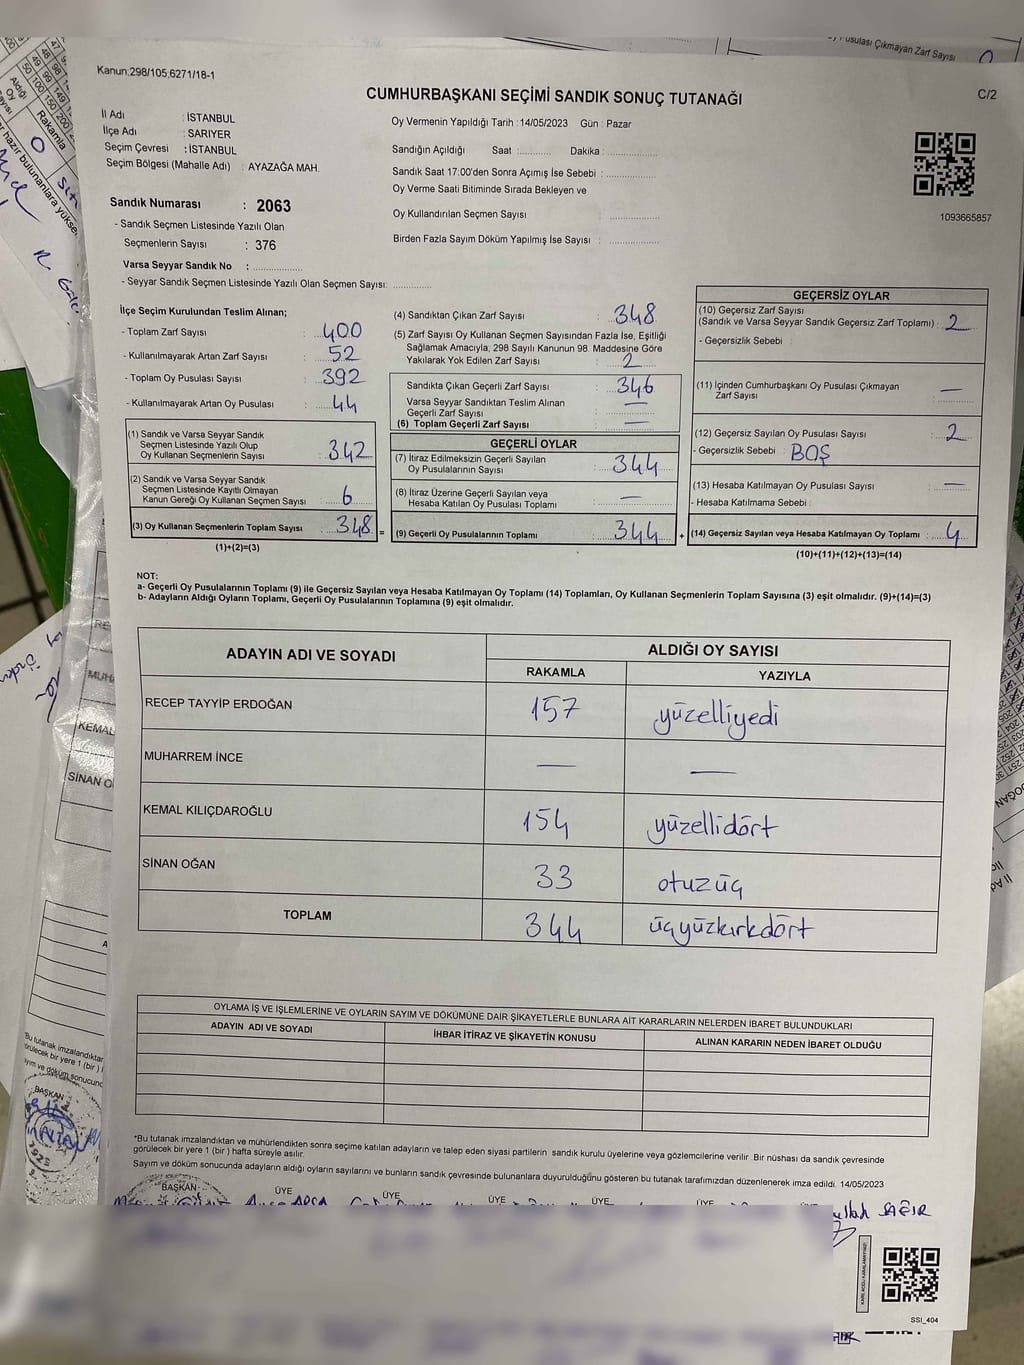 Kanun.298/105,6271/18-1
C/2
CUMHURBAŞKANI SEÇİMİ SANDIK SONUÇ TUTANAĞI
İl Adı : İSTANBUL
İlçe Adı : SARIYER
Seçim Çevresi : İSTANBUL
Seçim Bölgesi (Mahalle Adı) : AYAZAĞA MAH.
Sandık Numarası : 2063
- Sandık Seçmen Listesinde Yazılı Olan
Seçmenlerin Sayısı : 376
Varsa Seyyar Sandık No :
- Seyyar Sandık Seçmen Listesinde Yazılı Olan Seçmen Sayısı:
Oy Vermenin Yapıldığı Tarih : 14/05/2023 Gün : Pazar
Sandığın Açıldığı Saat : Dakika :
Sandık Saat 17:00'den Sonra Açımış İse Sebebi :
Oy Verme Saati Bitiminde Sırada Bekleyen ve
Oy Kullandırılan Seçmen Sayısı :
Birden Fazla Sayım Döküm Yapılmış İse Sayısı :
1093665857
İlçe Seçim Kurulundan Teslim Alınan;
- Toplam Zarf Sayısı : 400
- Kullanılmayarak Artan Zarf Sayısı : 52
- Toplam Oy Pusulası Sayısı : 392
- Kullanılmayarak Artan Oy Pusulası : 44
(1) Sandık ve Varsa Seyyar Sandık
Seçmen Listesinde Yazılı Olup
Oy Kullanan Seçmenlerin Sayısı : 342
(2) Sandık ve Varsa Seyyar Sandık
Seçmen Listesinde Kayıtlı Olmayan
Kanun Gereği Oy Kullanan Seçmen Sayısı : 6
(3) Oy Kullanan Seçmenlerin Toplam Sayısı : 348 =
(1)+(2)=(3)
(4) Sandıktan Çıkan Zarf Sayısı : 348
(5) Zarf Sayısı Oy Kullanan Seçmen Sayısından Fazla İse, Eşitliği
Sağlamak Amacıyla, 298 Sayılı Kanunun 98. Maddesine Göre
Yakılarak Yok Edilen Zarf Sayısı : 2
Sandıkta Çıkan Geçerli Zarf Sayısı : 346
Varsa Seyyar Sandıktan Teslim Alınan
Geçerli Zarf Sayısı : —
(6) Toplam Geçerli Zarf Sayısı : —
GEÇERLİ OYLAR
(7) İtiraz Edilmeksizin Geçerli Sayılan
Oy Pusulalarının Sayısı : 344
(8) İtiraz Üzerine Geçerli Sayılan veya
Hesaba Katılan Oy Pusulası Toplamı : —
(9) Geçerli Oy Pusulalarının Toplamı : 344 +
GEÇERSİZ OYLAR
(10) Geçersiz Zarf Sayısı
(Sandık ve Varsa Seyyar Sandık Geçersiz Zarf Toplamı) : 2
- Geçersizlik Sebebi :
(11) İçinden Cumhurbaşkanı Oy Pusulası Çıkmayan
Zarf Sayısı : —
(12) Geçersiz Sayılan Oy Pusulası Sayısı : 2
- Geçersizlik Sebebi : BOŞ
(13) Hesaba Katılmayan Oy Pusulası Sayısı : —
- Hesaba Katılmama Sebebi :
(14) Geçersiz Sayılan veya Hesaba Katılmayan Oy Toplamı : 4
(10)+(11)+(12)+(13)=(14)
NOT:
a- Geçerli Oy Pusulalarının Toplamı (9) ile Geçersiz Sayılan veya Hesaba Katılmayan Oy Toplamı (14) Toplamları, Oy Kullanan Seçmenlerin Toplam Sayısına (3) eşit olmalıdır. (9)+(14)=(3)
b- Adayların Aldığı Oyların Toplamı, Geçerli Oy Pusulalarının Toplamına (9) eşit olmalıdır.
ADAYIN ADI VE SOYADI
ALDIĞI OY SAYISI
RAKAMLA YAZIYLA
RECEP TAYYİP ERDOĞAN 157 yüzelliyedi
MUHARREM İNCE — —
KEMAL KILIÇDAROĞLU 154 yüzellidört
SİNAN OĞAN 33 otuzüç
TOPLAM 344 üçyüzkırkdört
OYLAMA İŞ VE İŞLEMLERİNE VE OYLARIN SAYIM VE DÖKÜMÜNE DAİR ŞİKAYETLERLE BUNLARA AİT KARARLARIN NELERDEN İBARET BULUNDUKLARI
ADAYIN ADI VE SOYADI İHBAR İTİRAZ VE ŞİKAYETİN KONUSU ALINAN KARARIN NEDEN İBARET OLDUĞU
*Bu tutanak imzalandıktan ve mühürlendikten sonra seçime katılan adayların ve talep eden siyasi partilerin sandık kurulu üyelerine veya gözlemcilerine verilir. Bir nüshası da sandık çevresinde
görülecek bir yere 1 (bir ) hafta süreyle asılır.
Sayım ve döküm sonucunda adayların aldığı oyların sayılarını ve bunların sandık çevresinde bulunanlara duyurulduğunu gösteren bu tutanak tarafımızdan düzenlenerek imza edildi. 14/05/2023
BAŞKAN ÜYE ÜYE ÜYE ÜYE ÜYE
SAĞIR
SSI_404